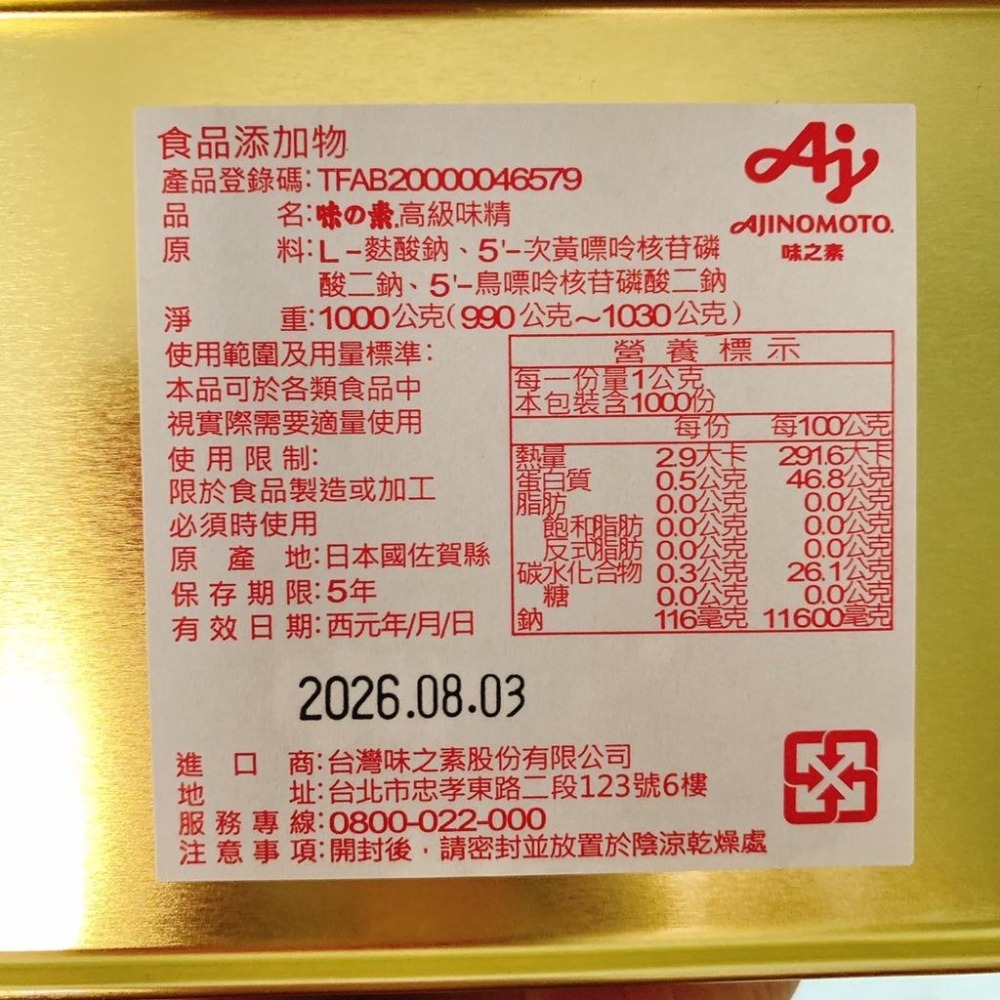 食品添加物
產品登錄碼:TFAB20000046579
品 名:味の素.高級味精
原 料:L-麩酸鈉、5'-次黃嘌呤核苷磷
酸二鈉、5'-鳥嘌呤核苷磷酸二鈉
淨 重:1000公克(990公克~1030公克)
使用範圍及用量標準:
本品可於各類食品中
視實際需要適量使用
使用限制:
限於食品製造或加工
必須時使用
原 產 地:日本國佐賀縣
保存期限:5年
有效日期:西元年/月/日
Aj
AJINOMOTO.
味之素
營養標示
每一份量1公克
本包裝含1000份
每份 每100公克
熱量 2.9大卡 291.6大卡
蛋白質 0.5公克 46.8公克
脂肪 0.0公克 0.0公克
飽和脂肪 0.0公克 0.0公克
反式脂肪 0.0公克 0.0公克
碳水化合物 0.3公克 26.1公克
糖 0.0公克 0.0公克
鈉 116毫克 11600毫克
2026.08.03
進 口 商:台灣味之素股份有限公司
地 址:台北市忠孝東路二段123號6樓
服務專線:0800-022-000
注意事項:開封後,請密封並放置於陰涼乾燥處